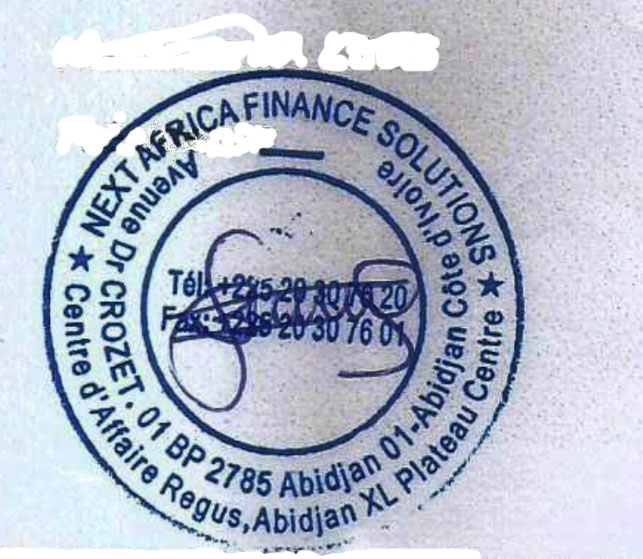 ★ NEXT AFRICA FINANCE SOLUTIONS ★
Centre d'Affaire Regus, Abidjan XL Plateau Centre
Avenue Dr CROZET. 01 BP 2785 Abidjan 01-Abidjan Côte d'Ivoire
Tél: +225 20 30 76 20
Fax: +225 20 30 76 01